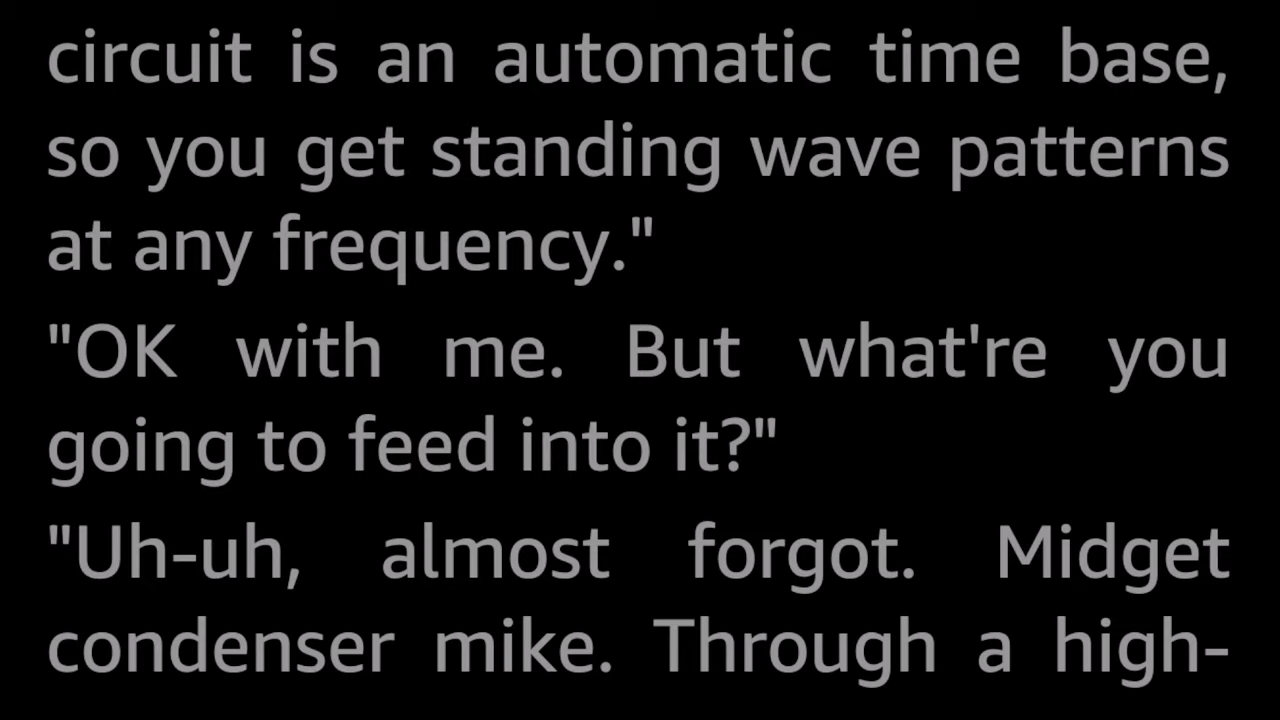 circuit is an automatic time base,
so you get standing wave patterns
at any frequency."
"OK with me. But what're you
going to feed into it?"
"Uh-uh, almost forgot. Midget
condenser mike. Through a high-